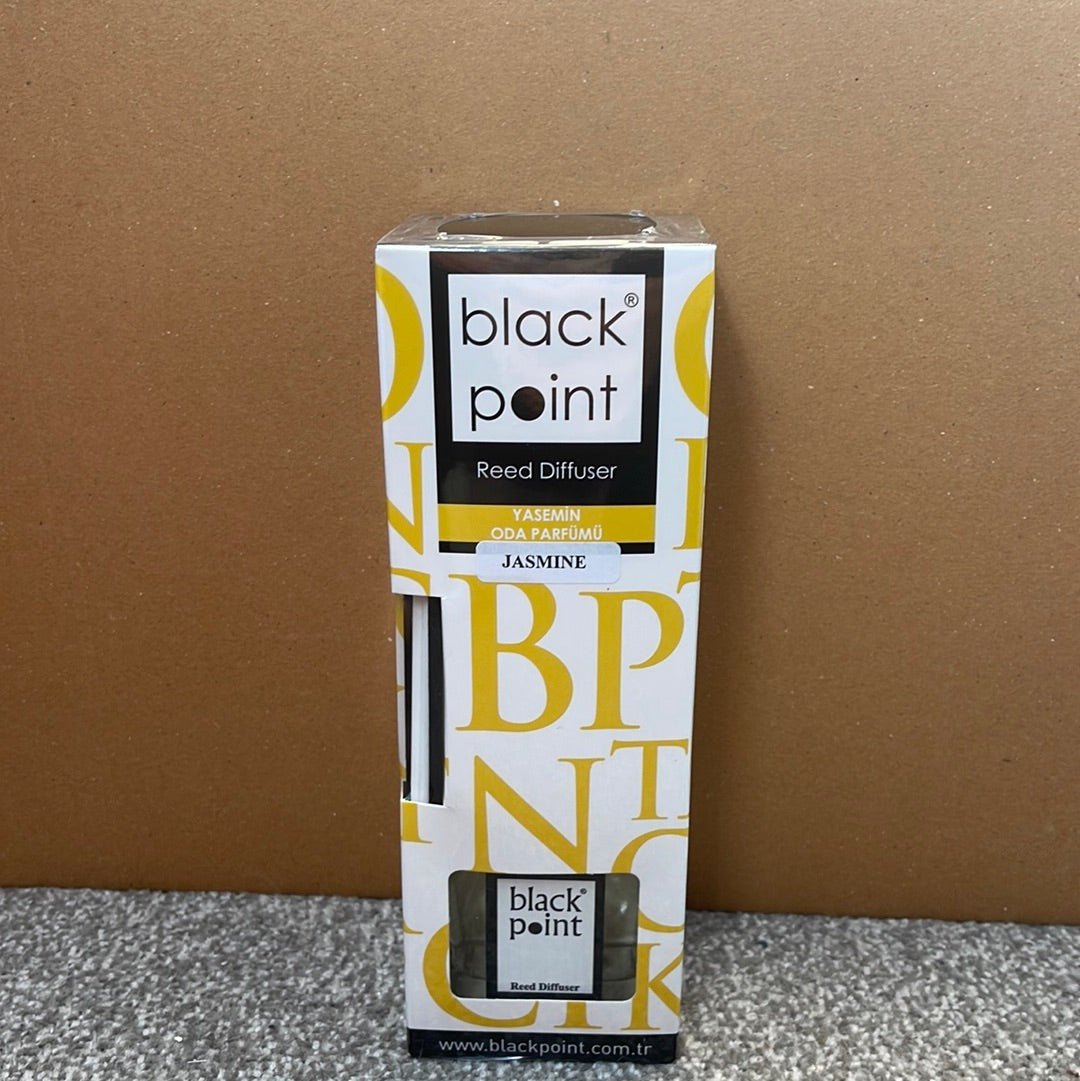 black®
point
Reed Diffuser
YASEMİN
ODA PARFÜMÜ
JASMINE
BP
N T
C
black®
point
Reed Diffuser
C I K
www.blackpoint.com.tr